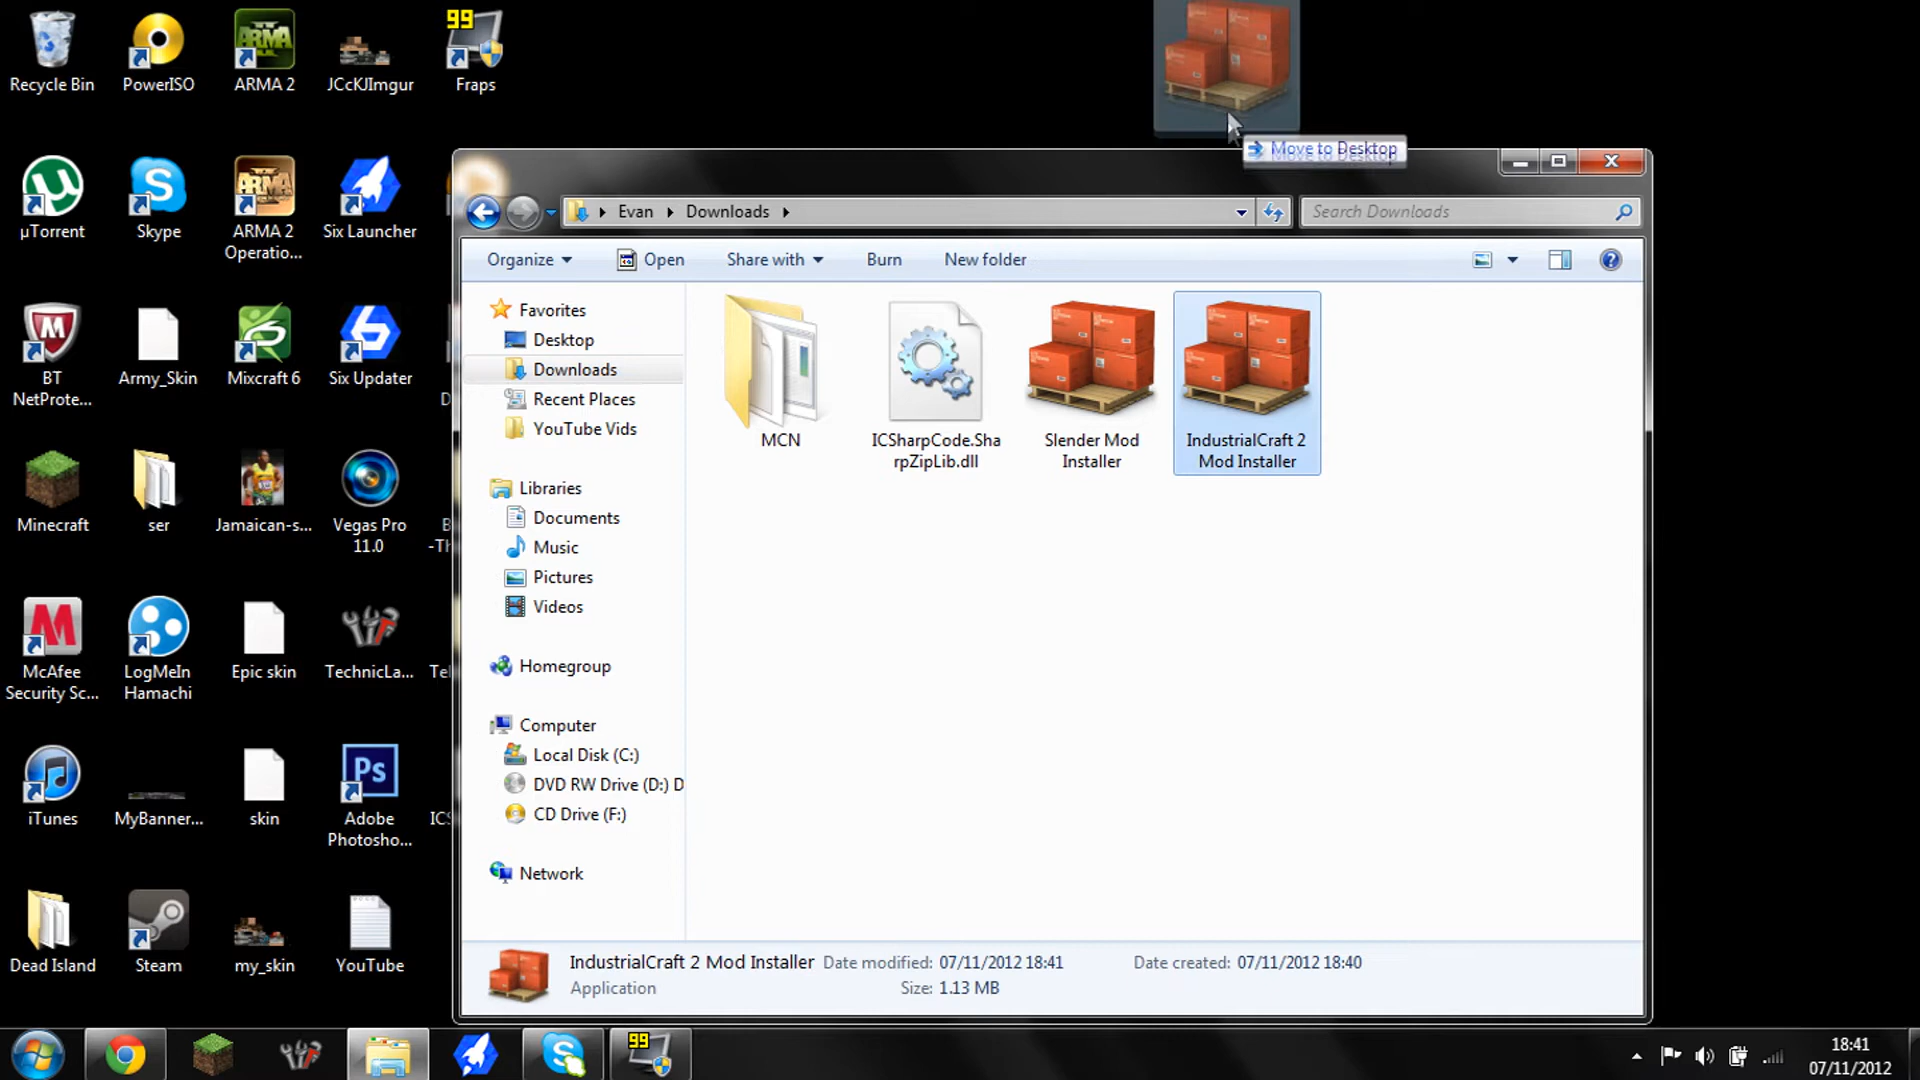 99
Recycle Bin
PowerISO
ARMA 2
JCcKJImgur
Fraps
Move to Desktop
µTorrent
Skype
ARMA 2
Operatio...
Six Launcher
Evan
Downloads
Search Downloads
Organize
Open
Share with
Burn
New folder
BT
NetProte...
Army_Skin
Mixcraft 6
Six Updater
Favorites
Desktop
Downloads
Recent Places
YouTube Vids
MCN
ICSharpCode.Sha
rpZipLib.dll
Slender Mod
Installer
IndustrialCraft 2
Mod Installer
Minecraft
ser
Jamaican-s...
Vegas Pro
11.0
Libraries
Documents
Music
Pictures
Videos
McAfee
Security Sc...
LogMeIn
Hamachi
Epic skin
TechnicLa...
Homegroup
Computer
Local Disk (C:)
DVD RW Drive (D:) D
CD Drive (F:)
iTunes
MyBanner...
skin
Ps
Adobe
Photosho...
Network
Dead Island
Steam
my_skin
YouTube
IndustrialCraft 2 Mod Installer
Date modified: 07/11/2012 18:41
Date created: 07/11/2012 18:40
Application
Size: 1.13 MB
99
18:41
07/11/2012